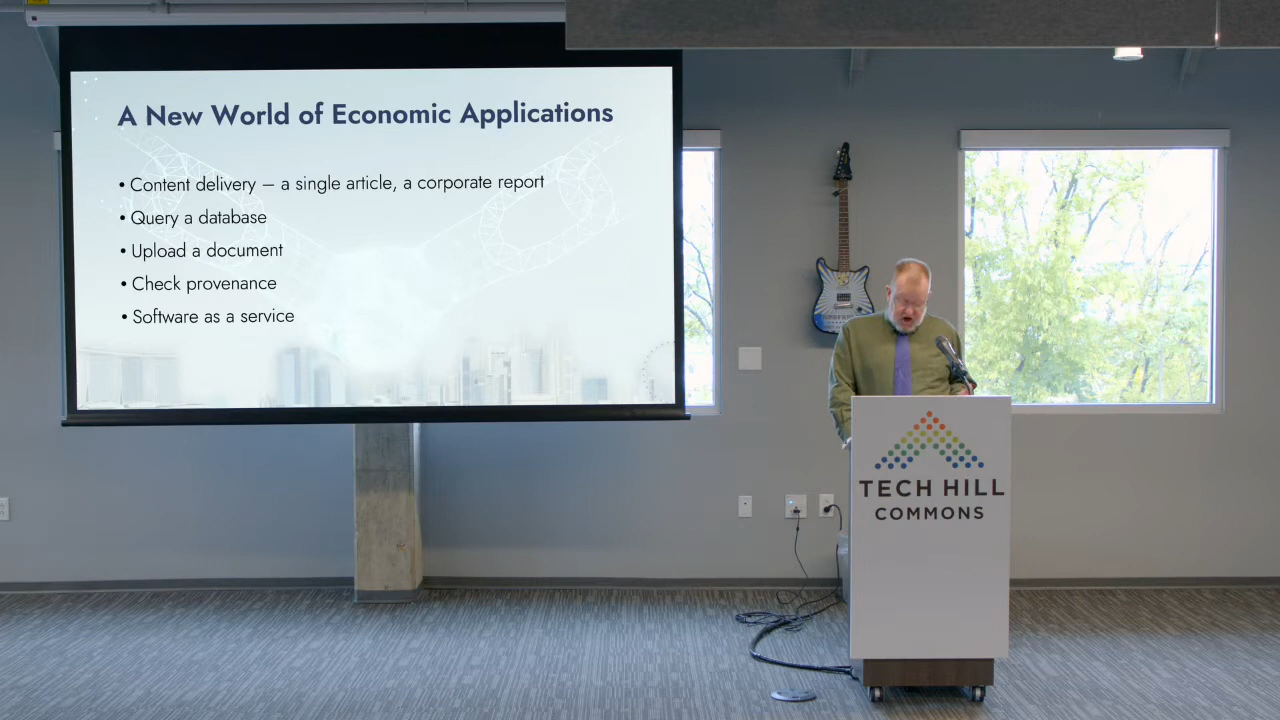 A New World of Economic Applications
• Content delivery – a single article, a corporate report
• Query a database
• Upload a document
• Check provenance
• Software as a service
TECH HILL
COMMONS